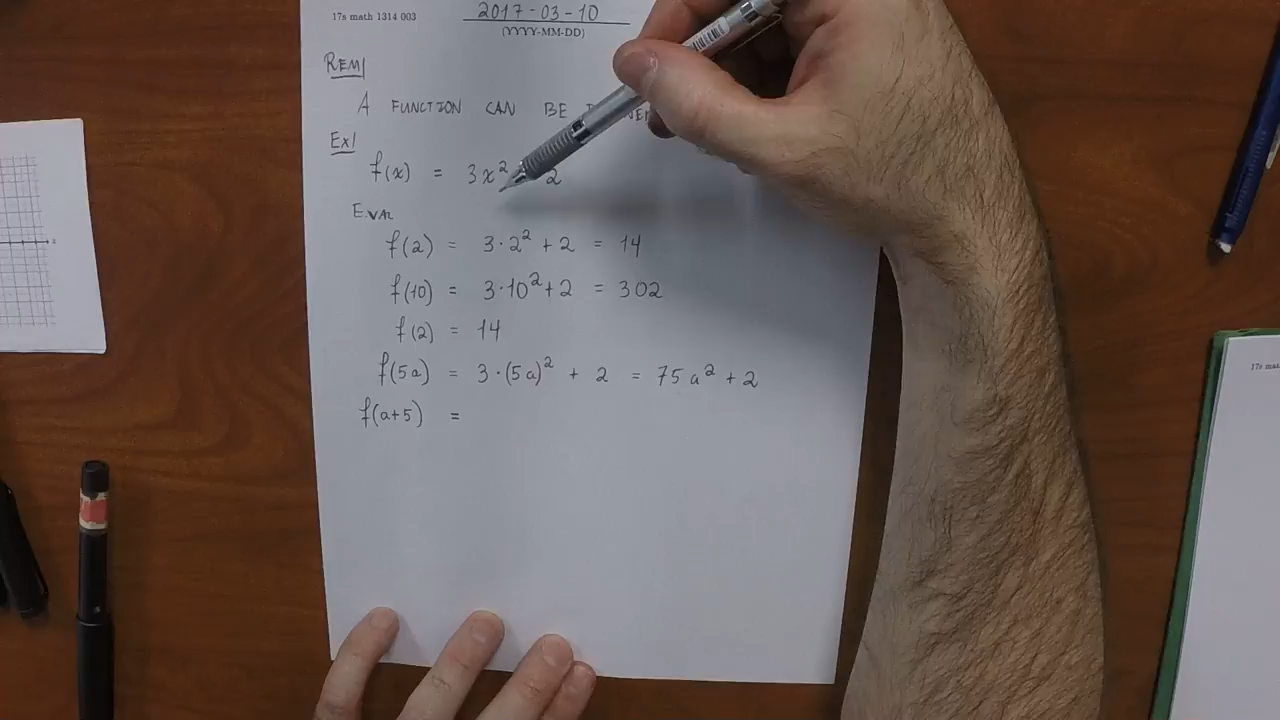 17s math 1314 003
2017-03-10
(YYYY-MM-DD)
REM/
A FUNCTION CAN BE
EX/
f(x) = 3x² 2
EVAL
f(2) = 3·2² + 2 = 14
f(10) = 3·10² + 2 = 302
f(2) = 14
f(5a) = 3·(5a)² + 2 = 75a² + 2
f(a+5) =